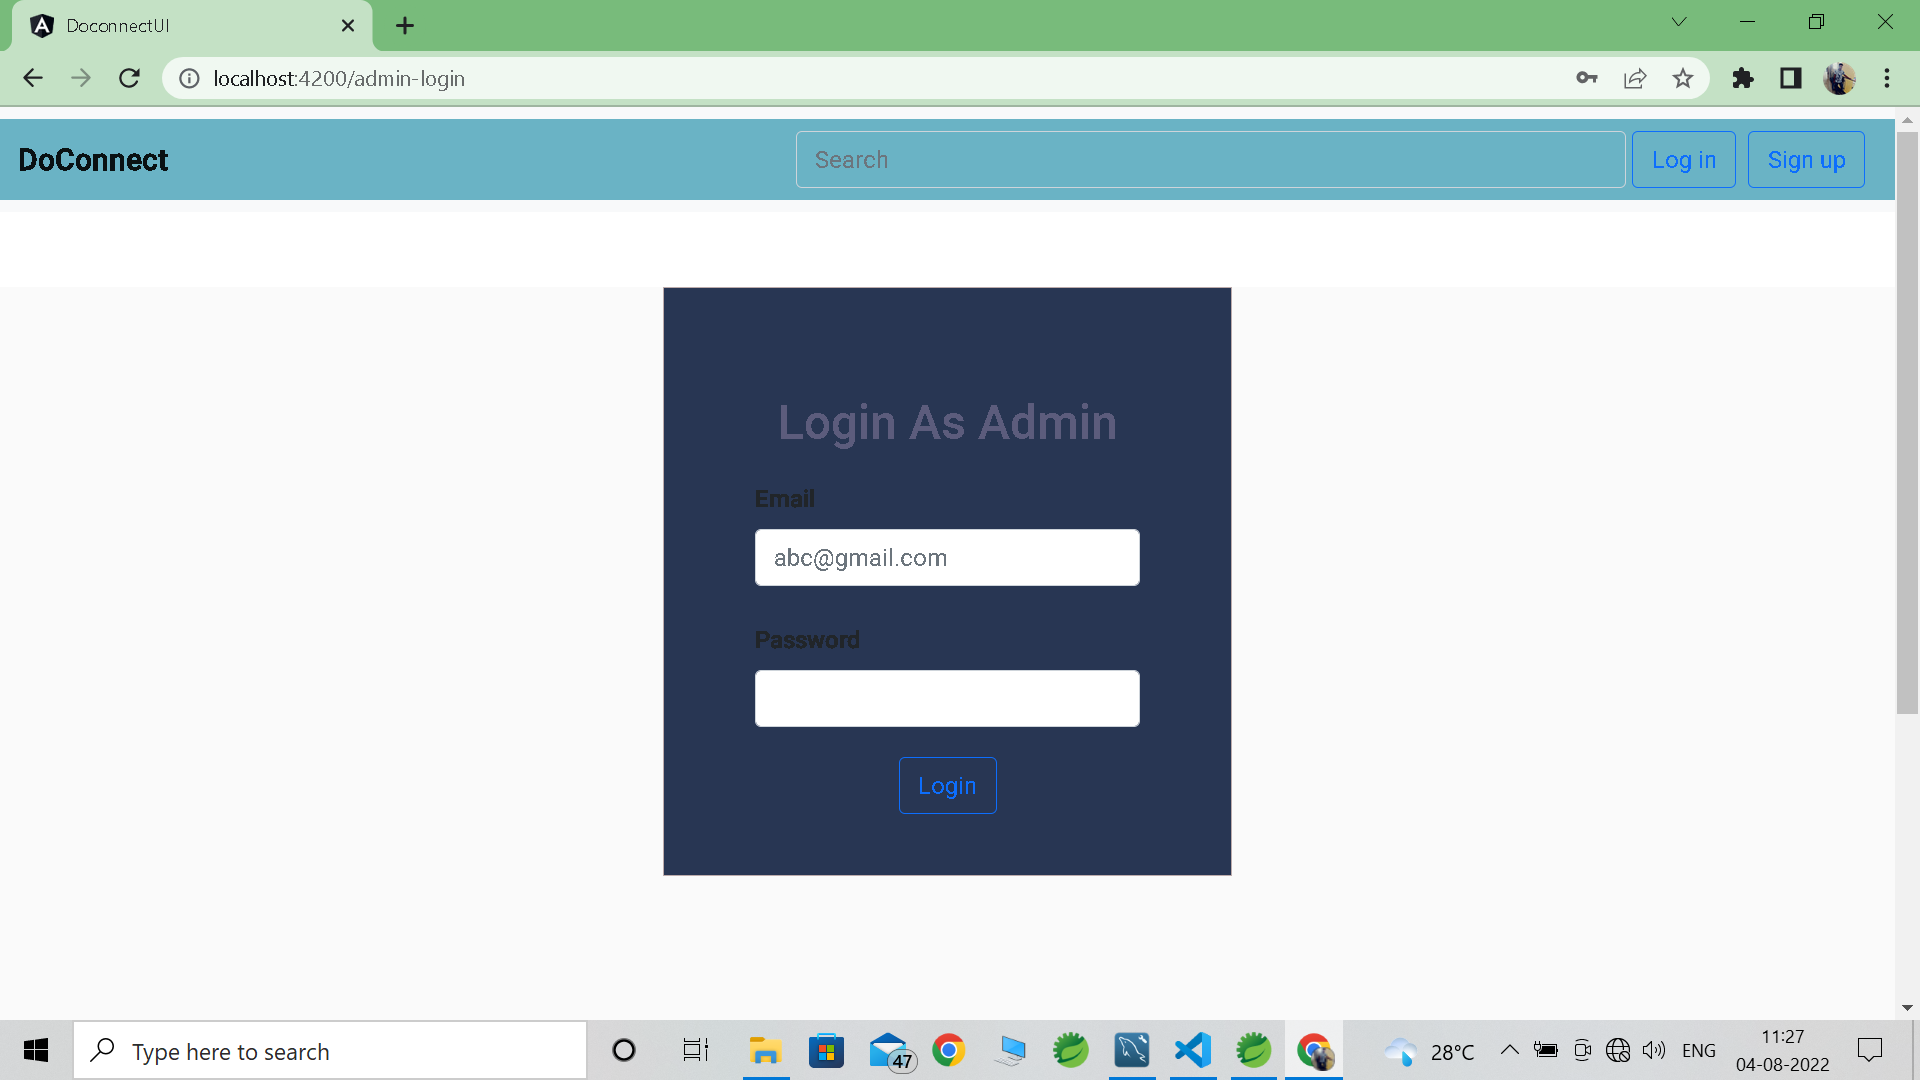 DoconnectUI
localhost:4200/admin-login
DoConnect
Search
Log in
Sign up
Login As Admin
Email
abc@gmail.com
Password
Login
Type here to search
47
28°C
ENG
11:27
04-08-2022